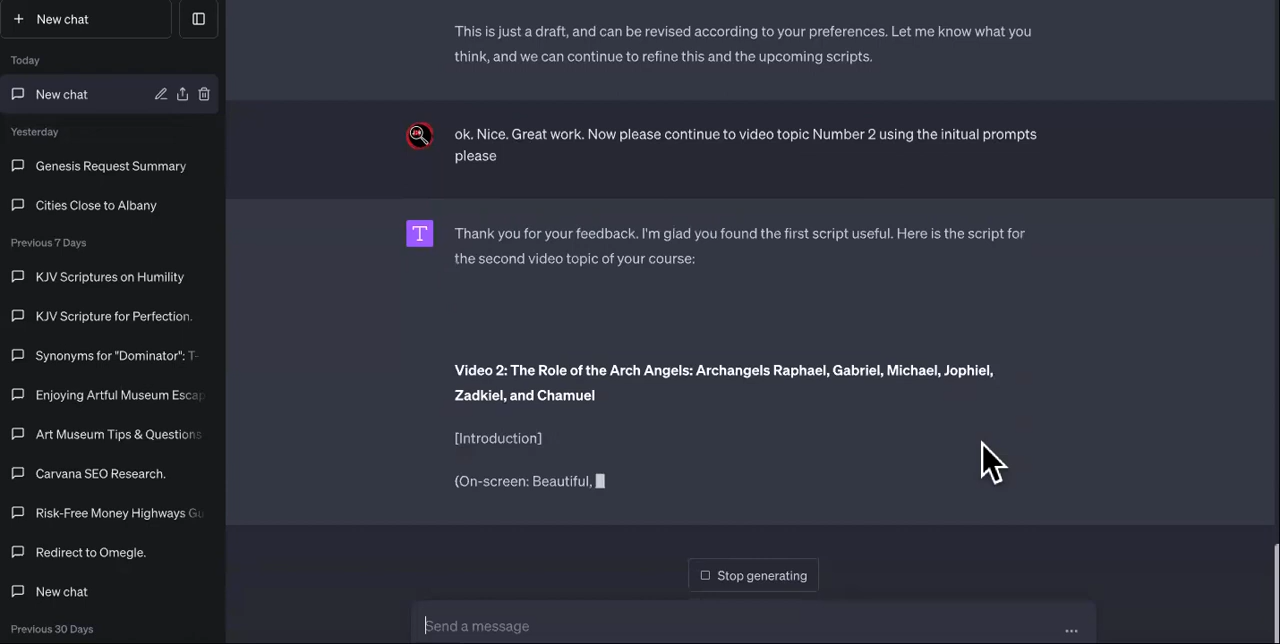 New chat
Today
New chat
Yesterday
Genesis Request Summary
Cities Close to Albany
Previous 7 Days
KJV Scriptures on Humility
KJV Scripture for Perfection.
Synonyms for "Dominator": T-
Enjoying Artful Museum Escap
Art Museum Tips & Questions
Carvana SEO Research.
Risk-Free Money Highways Gu
Redirect to Omegle.
New chat
Previous 30 Days
This is just a draft, and can be revised according to your preferences. Let me know what you
think, and we can continue to refine this and the upcoming scripts.
ok. Nice. Great work. Now please continue to video topic Number 2 using the initual prompts
please
T
Thank you for your feedback. I'm glad you found the first script useful. Here is the script for
the second video topic of your course:
Video 2: The Role of the Arch Angels: Archangels Raphael, Gabriel, Michael, Jophiel,
Zadkiel, and Chamuel
[Introduction]
(On-screen: Beautiful,
Stop generating
Send a message